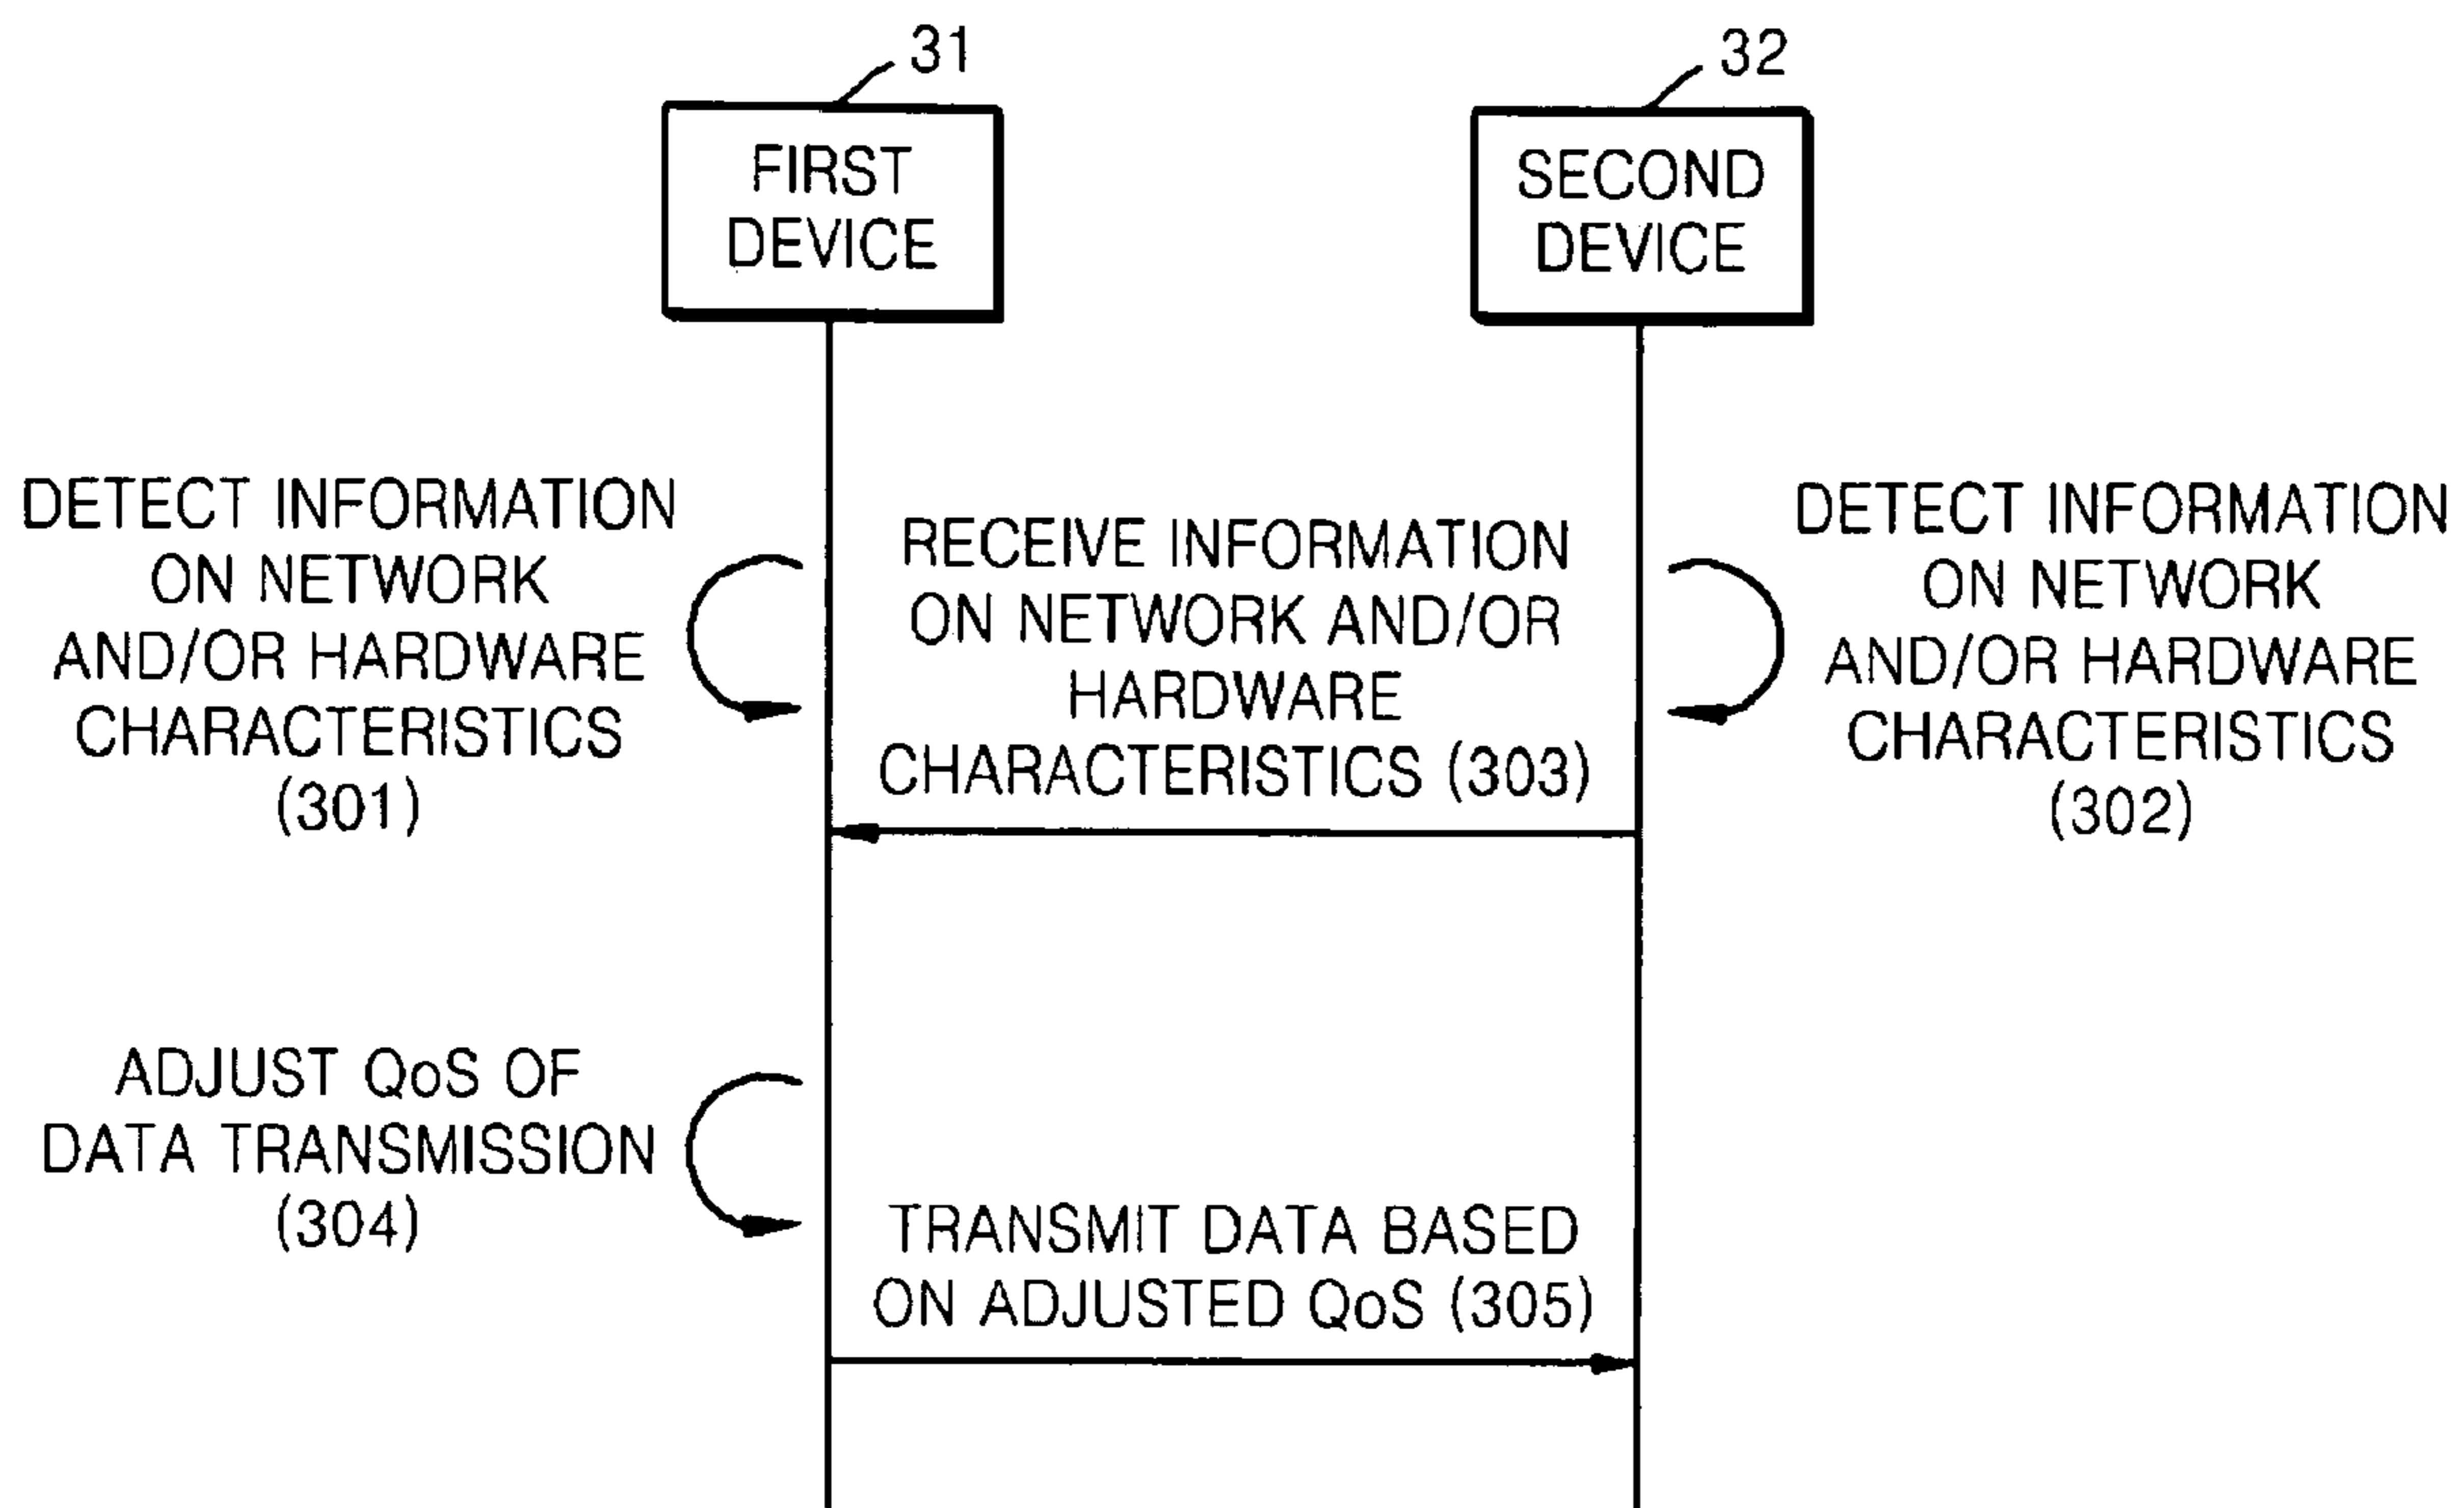 31
32
FIRST
DEVICE
SECOND
DEVICE
DETECT INFORMATION
ON NETWORK
AND/OR HARDWARE
CHARACTERISTICS
(301)
RECEIVE INFORMATION
ON NETWORK AND/OR
HARDWARE
CHARACTERISTICS (303)
DETECT INFORMATION
ON NETWORK
AND/OR HARDWARE
CHARACTERISTICS
(302)
ADJUST QoS OF
DATA TRANSMISSION
(304)
TRANSMIT DATA BASED
ON ADJUSTED QoS (305)